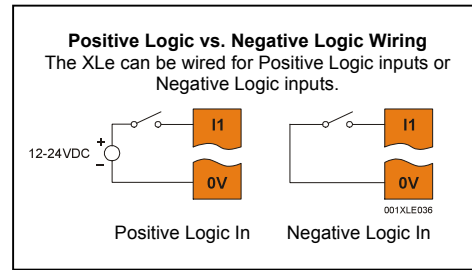 Positive Logic vs. Negative Logic Wiring
The XLe can be wired for Positive Logic inputs or
Negative Logic inputs.
I1
I1
+
12-24VDC
–
0V
0V
001XLE036
Positive Logic In
Negative Logic In